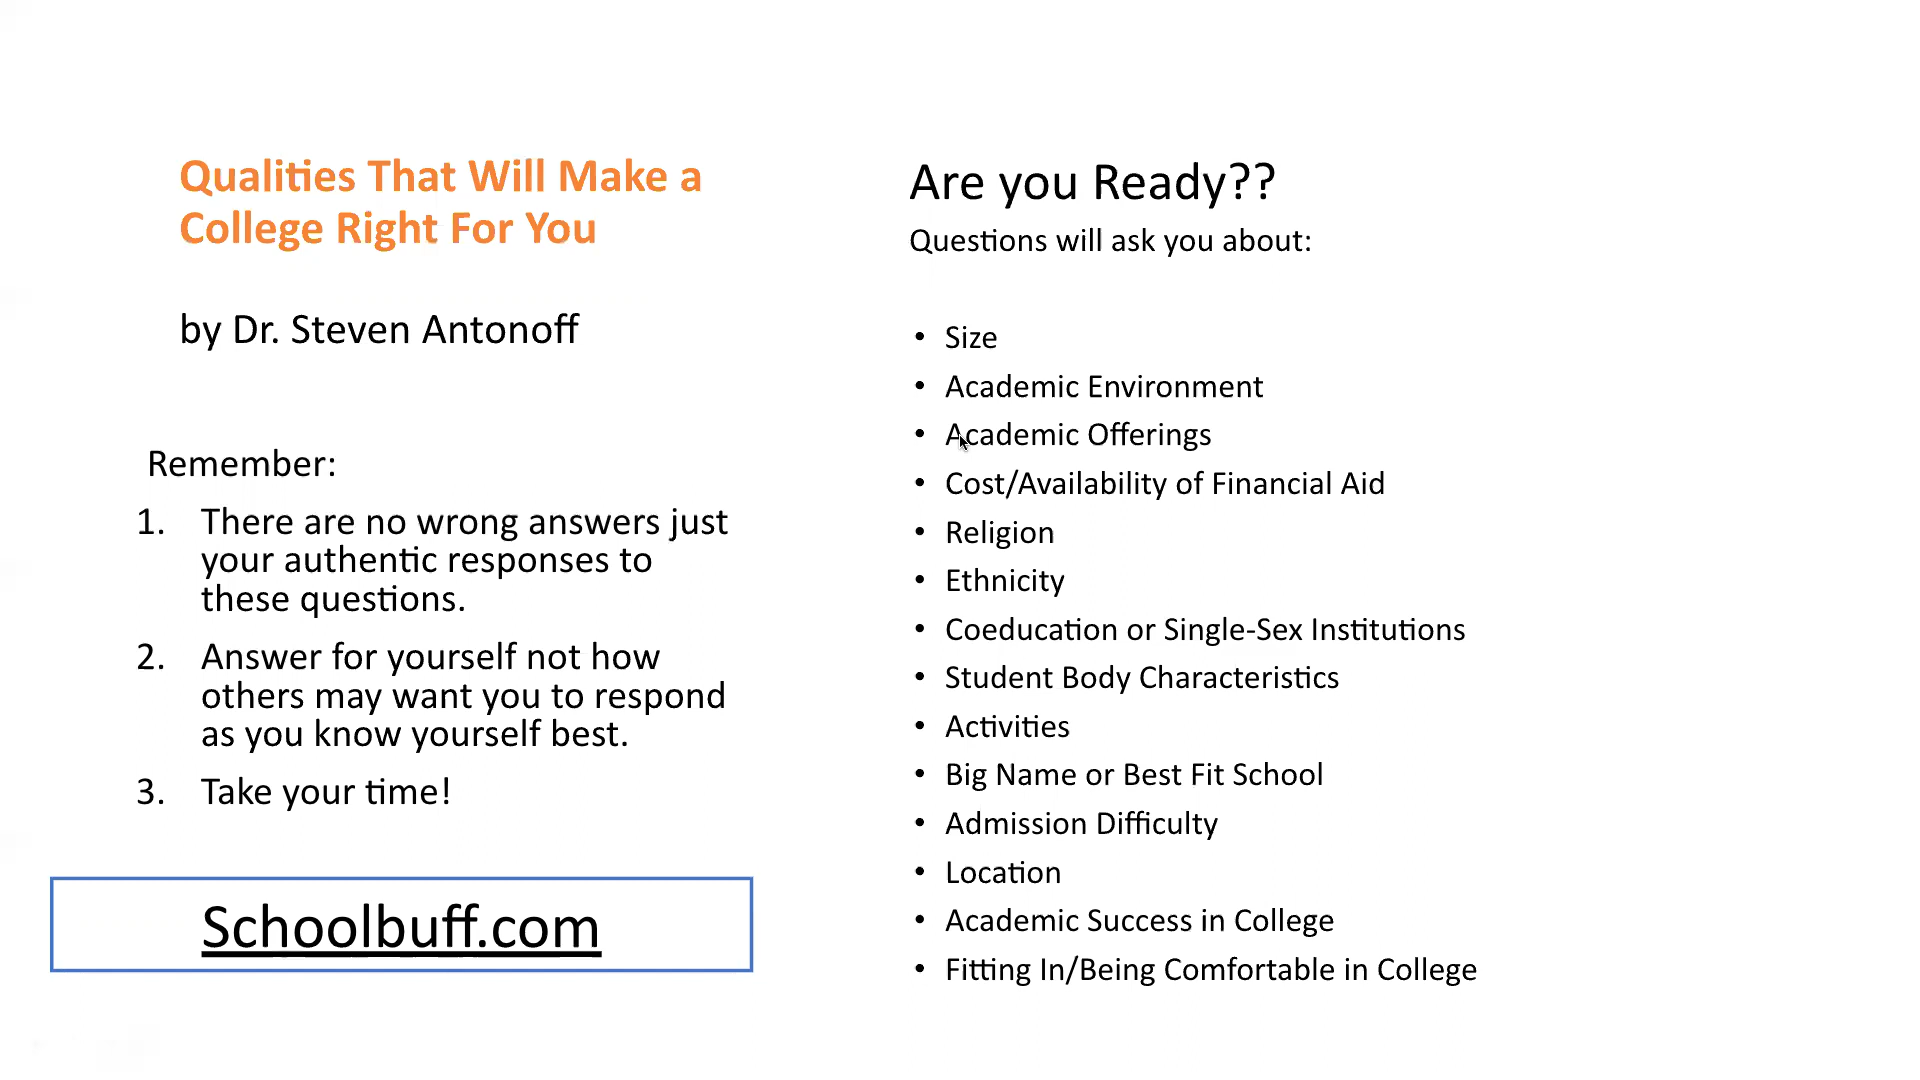 Qualities That Will Make a
College Right For You
by Dr. Steven Antonoff
Remember:
1. There are no wrong answers just
your authentic responses to
these questions.
2. Answer for yourself not how
others may want you to respond
as you know yourself best.
3. Take your time!
Schoolbuff.com
Are you Ready??
Questions will ask you about:
• Size
• Academic Environment
• Academic Offerings
• Cost/Availability of Financial Aid
• Religion
• Ethnicity
• Coeducation or Single-Sex Institutions
• Student Body Characteristics
• Activities
• Big Name or Best Fit School
• Admission Difficulty
• Location
• Academic Success in College
• Fitting In/Being Comfortable in College